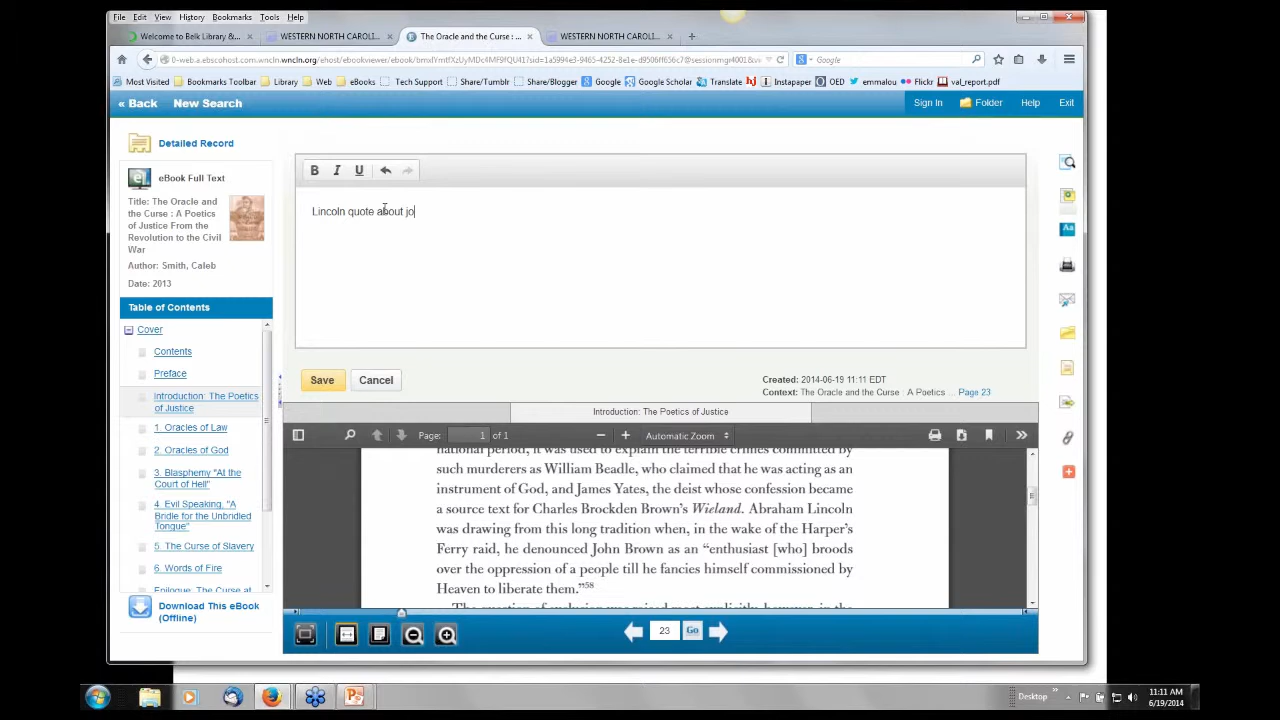 File Edit View History Bookmarks Tools Help
Welcome to Belk Library &... WESTERN NORTH CAROLI... The Oracle and the Curse : ... WESTERN NORTH CAROLI...
Google
Most Visited Bookmarks Toolbar Library Web eBooks Tech Support Share/Tumblr Share/Blogger Google Google Scholar Translate Instapaper OED emmalou Flickr val_report.pdf
« Back New Search Sign In Folder Help Exit
Detailed Record
eBook Full Text
Title: The Oracle and
the Curse : A Poetics
of Justice From the
Revolution to the Civil
War
Author: Smith, Caleb
Date: 2013
Table of Contents
Cover
Contents
Preface
Introduction: The Poetics
of Justice
1. Oracles of Law
2. Oracles of God
3. Blasphemy "At the
Court of Hell"
4. Evil Speaking, "A
Bridle for the Unbridled
Tongue"
5. The Curse of Slavery
6. Words of Fire
Epilogue: The Curse at
Download This eBook
(Offline)
B I U
Lincoln quote about jo
Save Cancel
Created: 2014-06-19 11:11 EDT
Context: The Oracle and the Curse : A Poetics ... Page 23
Introduction: The Poetics of Justice
Page: 1 of 1 Automatic Zoom
national period, it was used to explain the terrible crimes committed by
such murderers as William Beadle, who claimed that he was acting as an
instrument of God, and James Yates, the deist whose confession became
a source text for Charles Brockden Brown's Wieland. Abraham Lincoln
was drawing from this long tradition when, in the wake of the Harper's
Ferry raid, he denounced John Brown as an “enthusiast [who] broods
over the oppression of a people till he fancies himself commissioned by
Heaven to liberate them.”58
23 Go
Desktop
11:11 AM
6/19/2014